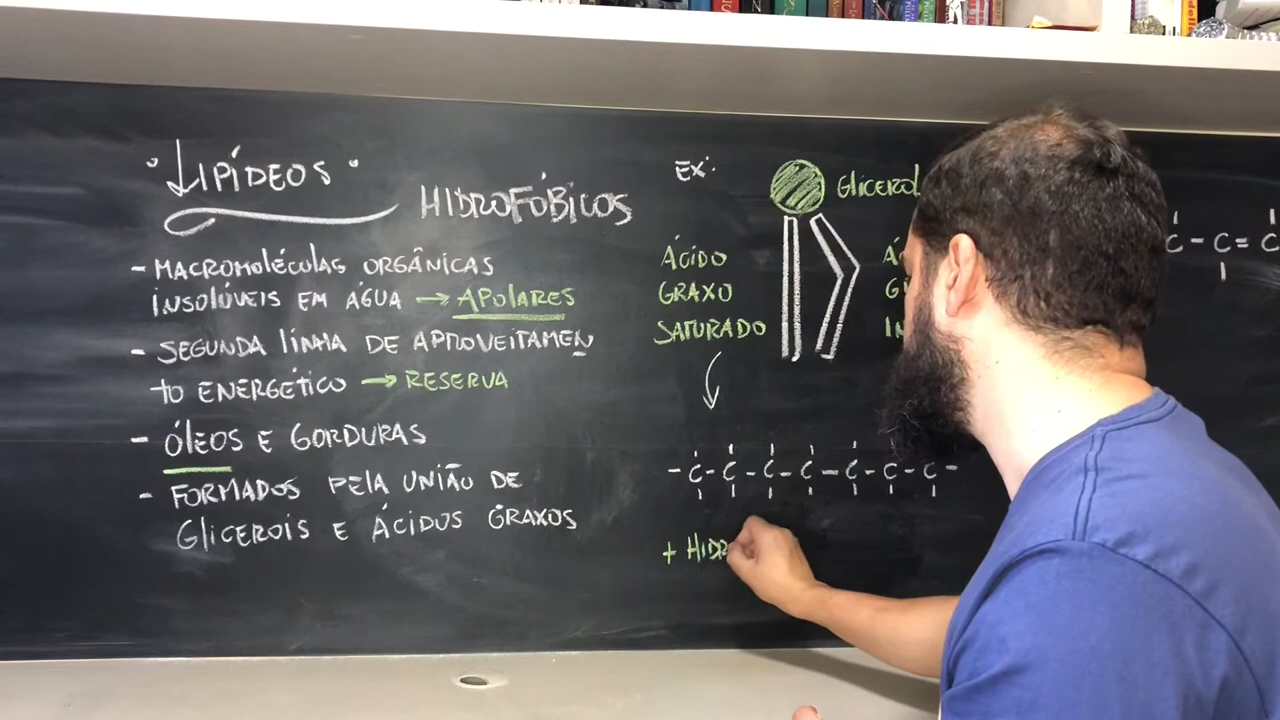 LIPÍDEOS
HIDROFÓBICOS
- MACROMOLÉCULAS ORGÂNICAS
INSOLÚVEIS EM ÁGUA → APOLARES
- SEGUNDA LINHA DE APROVEITAMEN
TO ENERGÉTICO → RESERVA
- ÓLEOS E GORDURAS
- FORMADOS PELA UNIÃO DE
GLICEROIS E ÁCIDOS GRAXOS
EX:
GLICEROL
ÁCIDO
GRAXO
SATURADO
- C - C - C - C - C - C - C -
+ HIDR
C - C = C